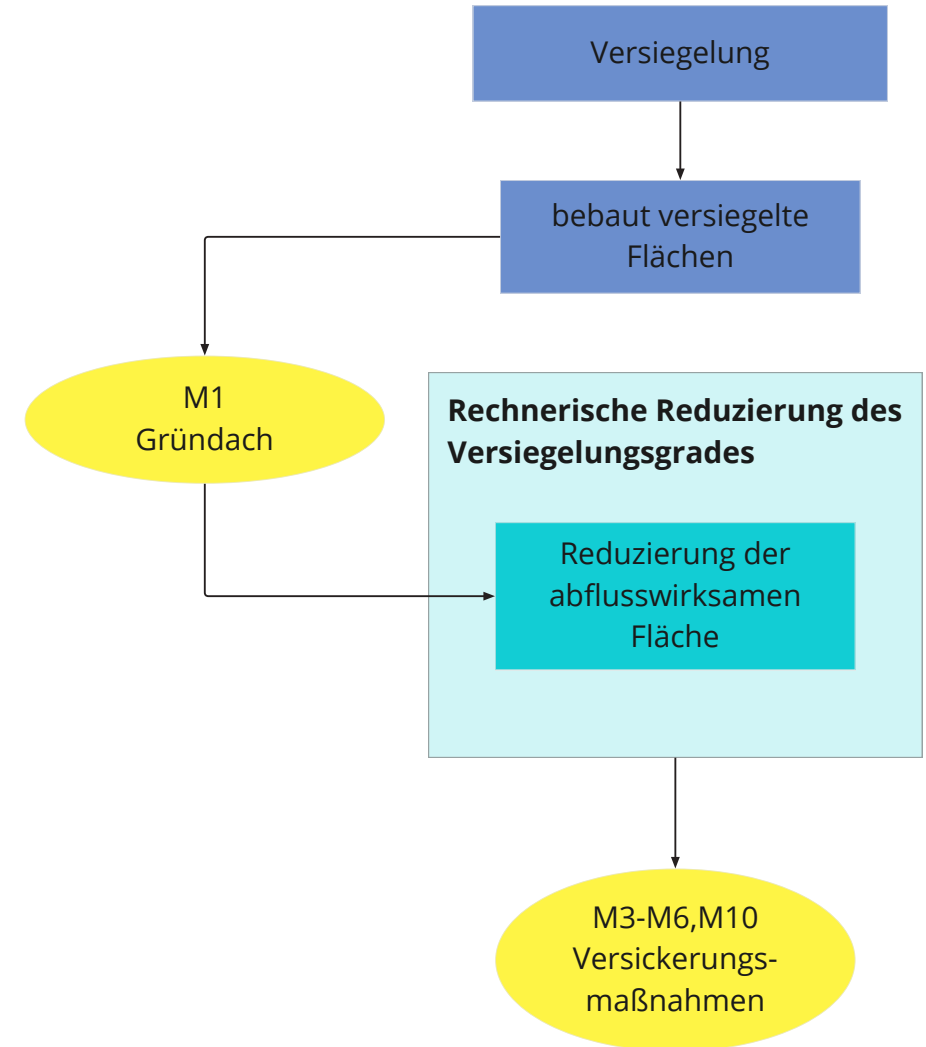 Versiegelung
bebaut versiegelte
Flächen
M1
Gründach
Rechnerische Reduzierung des
Versiegelungsgrades
Reduzierung der
abflusswirksamen
Fläche
M3-M6,M10
Versickerungs-
maßnahmen